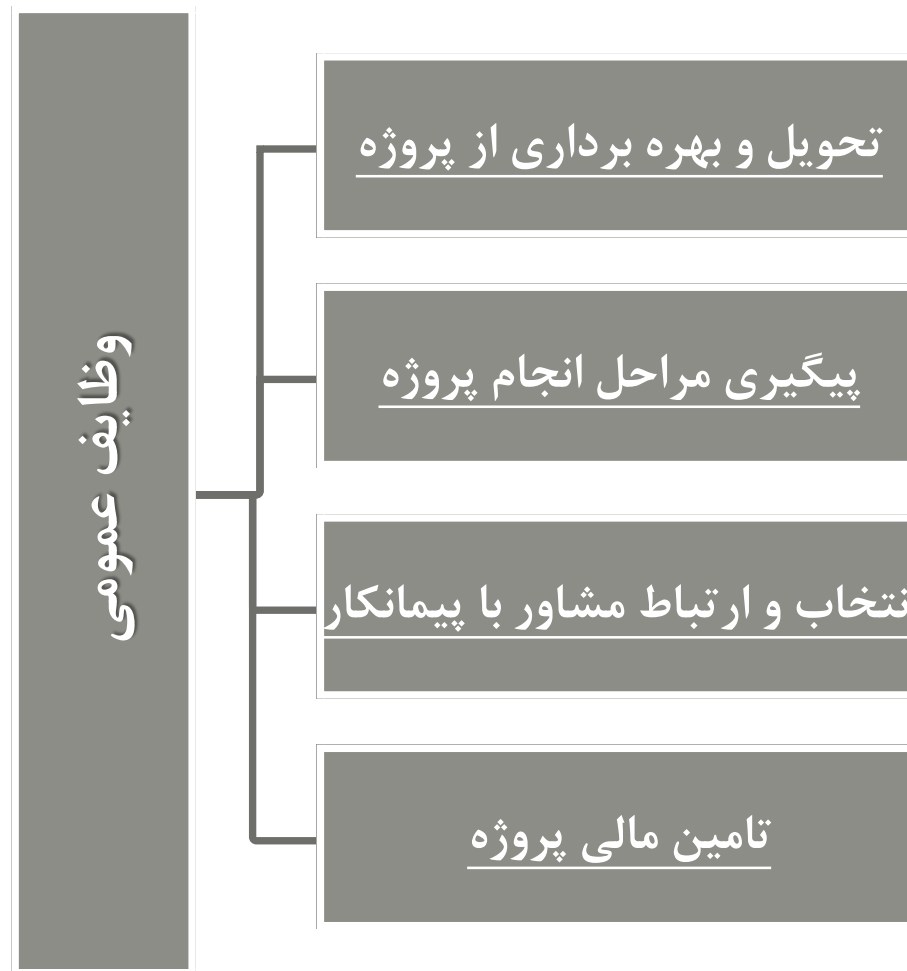 وظایف عمومی
تحویل و بهره برداری از پروژه
پیگیری مراحل انجام پروژه
نتخاب و ارتباط مشاور با پیمانکار
تامین مالی پروژه